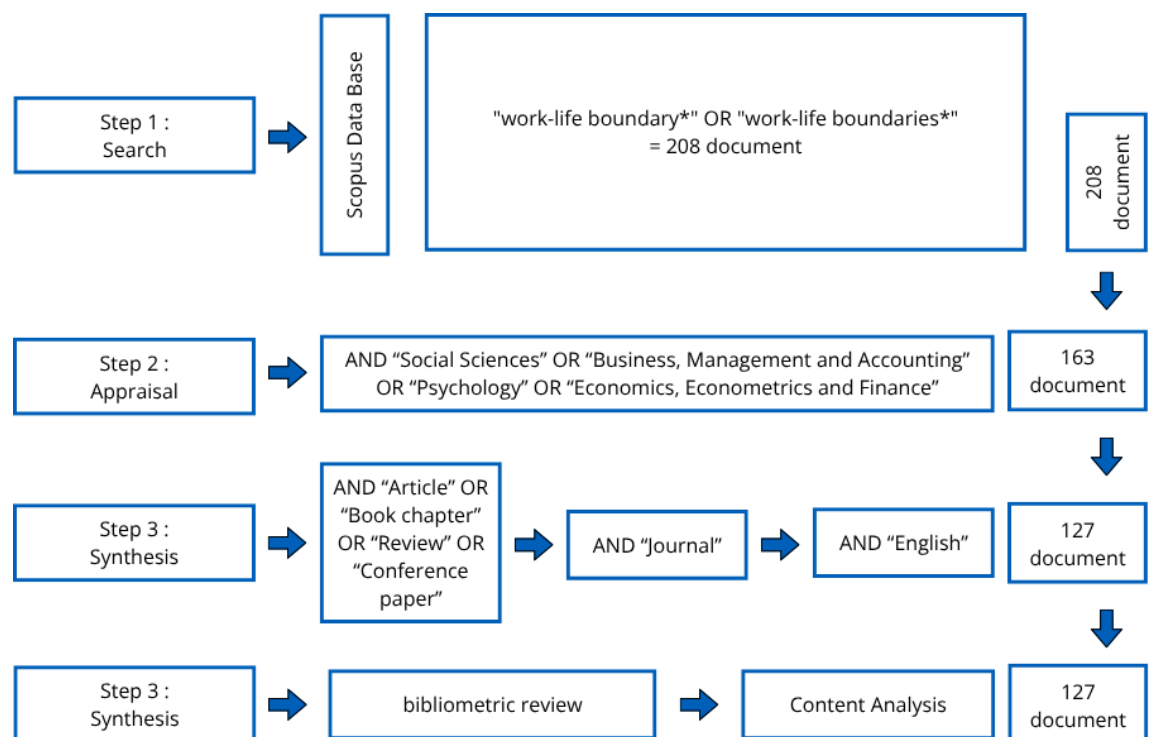 Step 1 :
Search
Scopus Data Base
"work-life boundary*" OR "work-life boundaries*"
= 208 document
208
document
Step 2 :
Appraisal
AND “Social Sciences” OR “Business, Management and Accounting”
OR “Psychology” OR “Economics, Econometrics and Finance”
163
document
Step 3 :
Synthesis
AND “Article” OR
“Book chapter”
OR “Review” OR
“Conference
paper”
AND “Journal”
AND “English”
127
document
Step 3 :
Synthesis
bibliometric review
Content Analysis
127
document